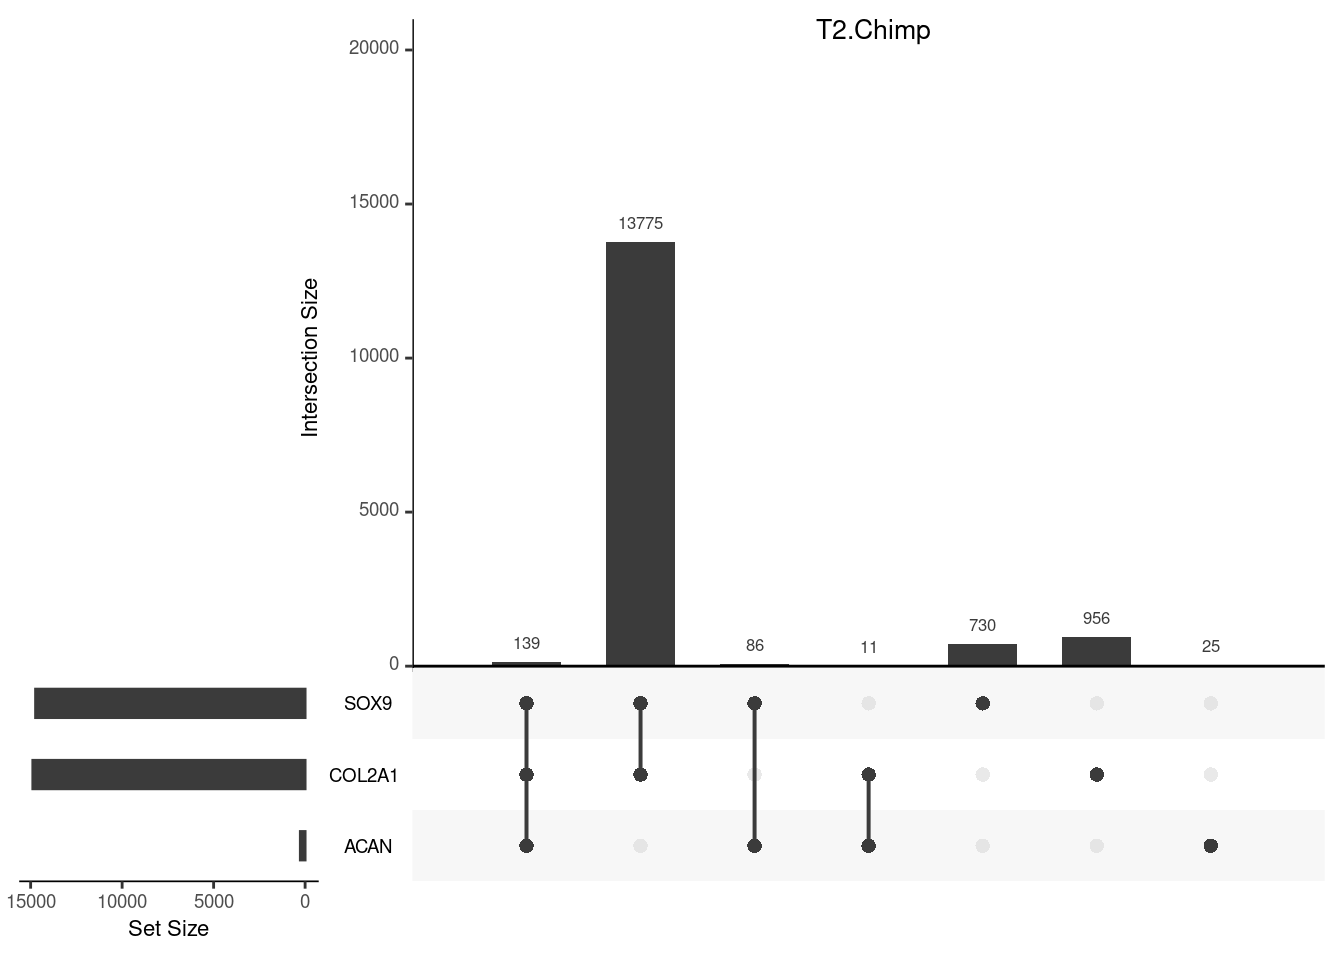 T2.Chimp
20000
15000
10000
5000
0
Intersection Size
13775
139
86
11
730
956
25
SOX9
COL2A1
ACAN
15000 10000 5000 0
Set Size